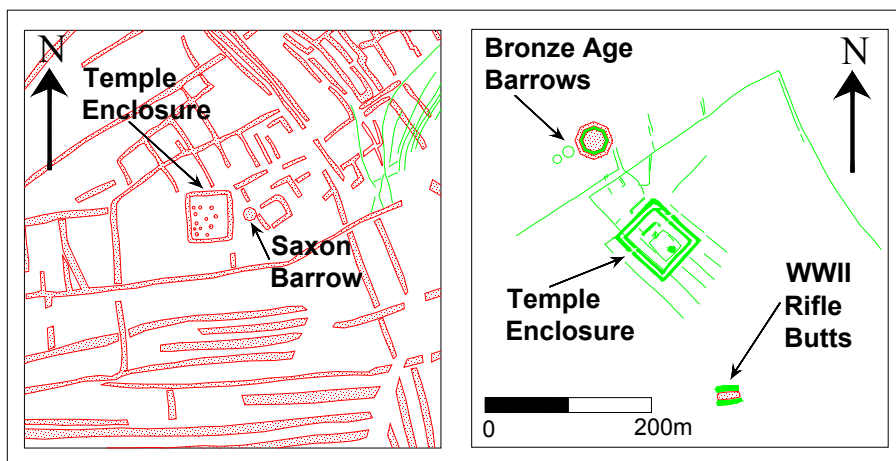 N
Temple
Enclosure
Saxon
Barrow
Bronze Age
Barrows
N
Temple
Enclosure
WWII
Rifle
Butts
0
200m